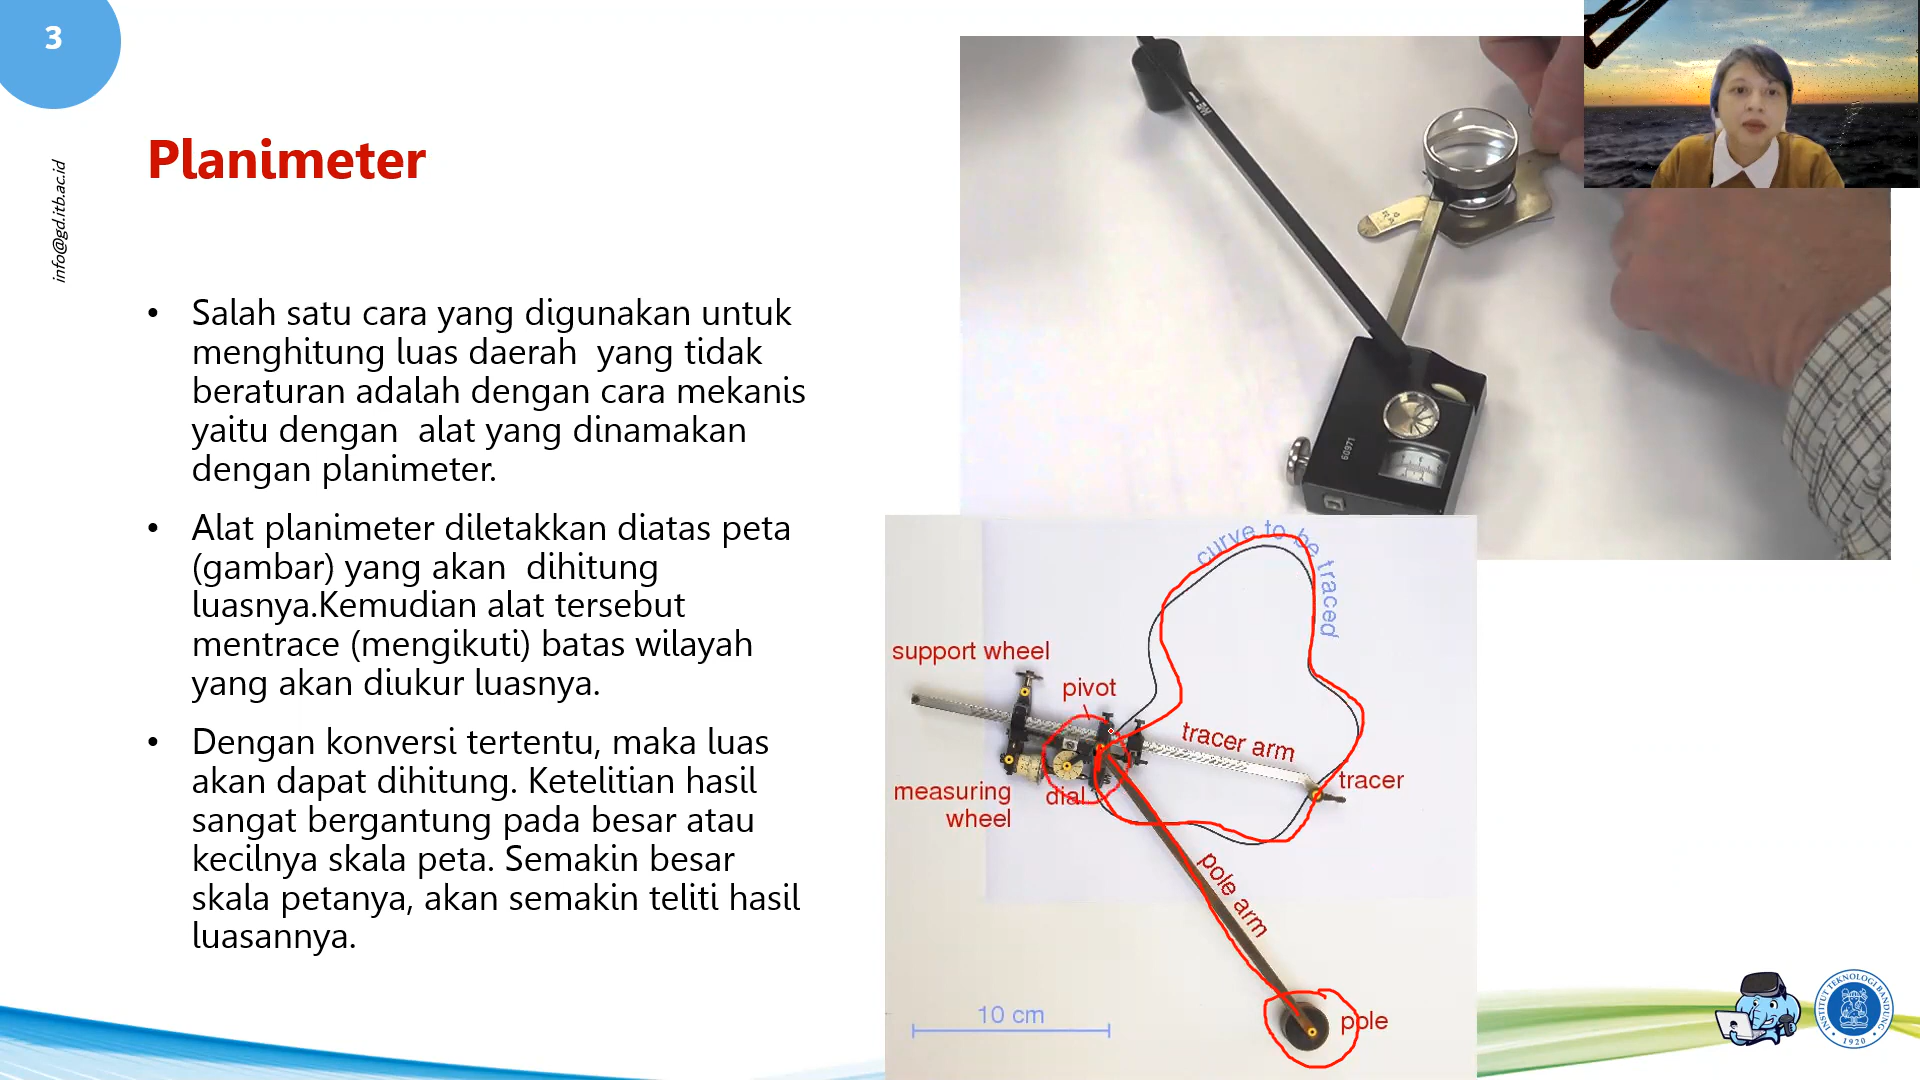 3
info@gd.itb.ac.id
Planimeter
• Salah satu cara yang digunakan untuk
menghitung luas daerah  yang tidak
beraturan adalah dengan cara mekanis
yaitu dengan  alat yang dinamakan
dengan planimeter.
• Alat planimeter diletakkan diatas peta
(gambar) yang akan  dihitung
luasnya.Kemudian alat tersebut
mentrace (mengikuti) batas wilayah
yang akan diukur luasnya.
• Dengan konversi tertentu, maka luas
akan dapat dihitung. Ketelitian hasil
sangat bergantung pada besar atau
kecilnya skala peta. Semakin besar
skala petanya, akan semakin teliti hasil
luasannya.
60971
curve to be traced
support wheel
pivot
tracer arm
tracer
measuring
wheel
dial
pole arm
pole
10 cm
INSTITUT TEKNOLOGI BANDUNG
1920